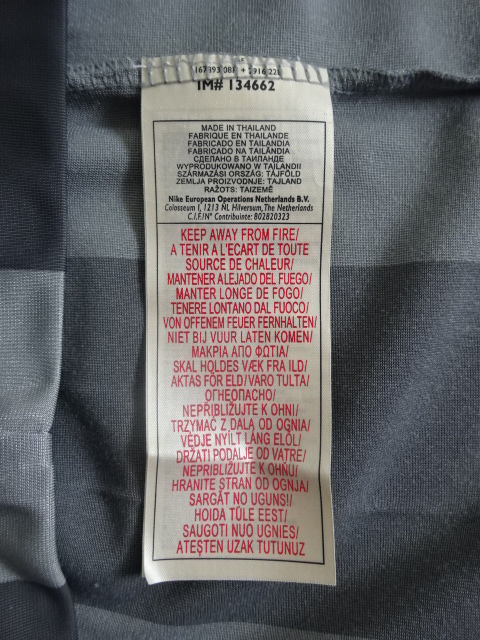 IM# 134662
MADE IN THAILAND
FABRIQUE EN THAILANDE
FABRICADO EN TAILANDIA
FABRICADO NA TAILÂNDIA
СДЕЛАНО В ТАИЛАНДЕ
WYPRODUKOWANO W TAJLANDII
SZÁRMAZÁSI ORSZÁG: TÁJFÖLD
ZEMLJA PROIZVODNJE: TAJLAND
RAŽOTS: TAIZEMĒ
Nike European Operations Netherlands B.V.
Colosseum 1, 1213 NL Hilversum, The Netherlands
C.I.F/N° Contribuinte: 802820323
KEEP AWAY FROM FIRE/
A TENIR A L'ECART DE TOUTE
SOURCE DE CHALEUR/
MANTENER ALEJADO DEL FUEGO/
MANTER LONGE DE FOGO/
TENERE LONTANO DAL FUOCO/
VON OFFENEM FEUER FERNHALTEN/
NIET BIJ VUUR LATEN KOMEN/
ΜΑΚΡΙΑ ΑΠΟ ΦΩΤΙΑ/
SKAL HOLDES VÆK FRA ILD/
AKTAS FÖR ELD/VARO TULTA/
ОГНЕОПАСНО/
NEPŘIBLIŽUJTE K OHNI/
TRZYMAĆ Z DALA OD OGNIA/
VÉDJE NYÍLT LÁNG ELŐL/
DRŽATI PODALJE OD VATRE/
NEPRIBLIŽUJTE K OHŇU/
HRANITE STRAN OD OGNJA/
SARGĀT NO UGUNS!/
HOIDA TULE EEST/
SAUGOTI NUO UGNIES/
ATEŞTEN UZAK TUTUNUZ